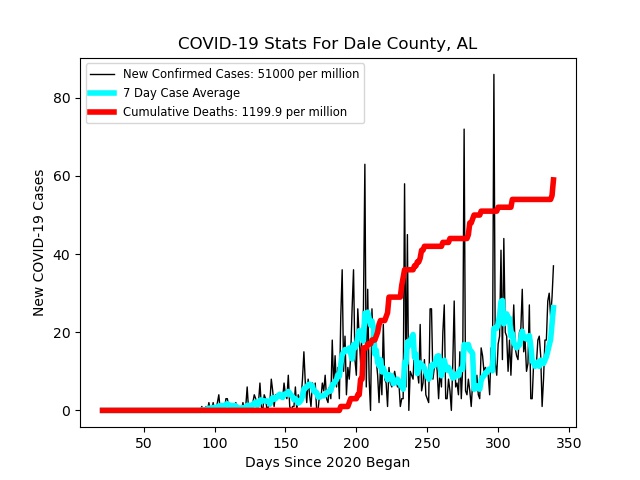 COVID-19 Stats For Dale County, AL
New Confirmed Cases: 51000 per million
7 Day Case Average
Cumulative Deaths: 1199.9 per million
New COVID-19 Cases
80
60
40
20
0
50 100 150 200 250 300 350
Days Since 2020 Began